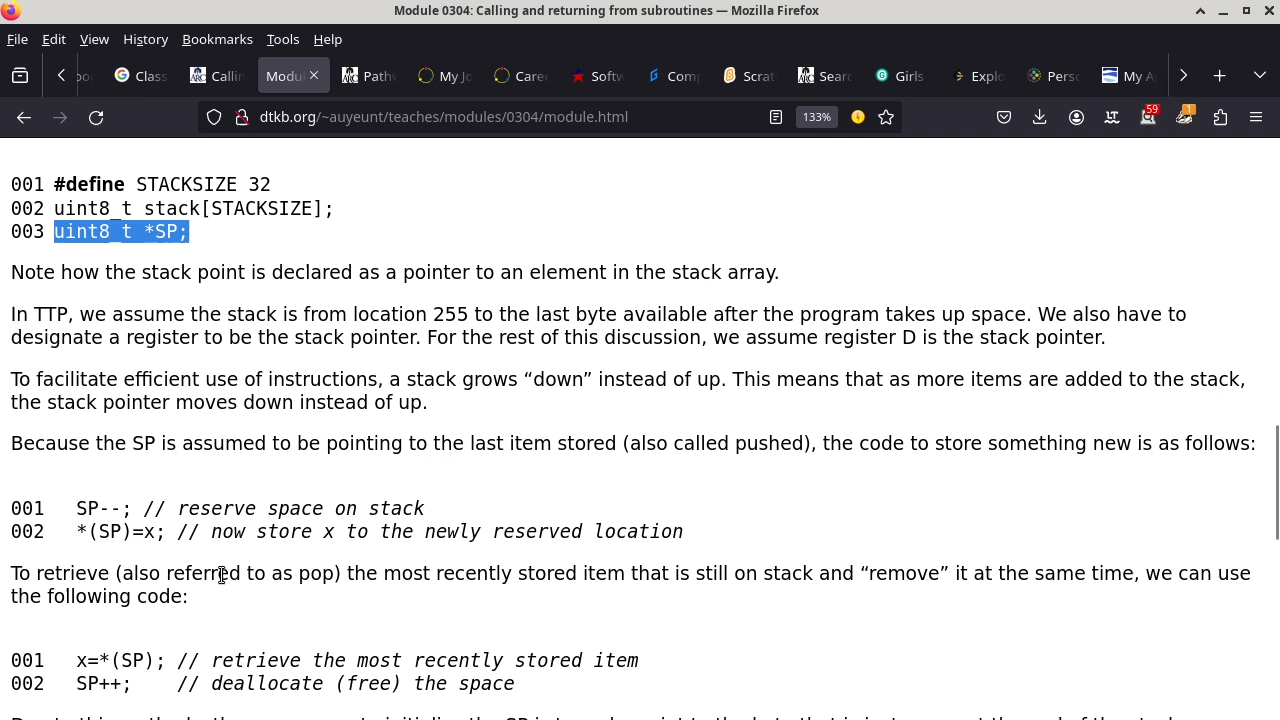 Module 0304: Calling and returning from subroutines — Mozilla Firefox
File Edit View History Bookmarks Tools Help
Class Callin Modul Path My Jo Caree Softw Comp Scrat Searc Girls Explo Perso My A
dtkb.org/~auyeunt/teaches/modules/0304/module.html 133% 59 1
001 #define STACKSIZE 32
002 uint8_t stack[STACKSIZE];
003 uint8_t *SP;
Note how the stack point is declared as a pointer to an element in the stack array.
In TTP, we assume the stack is from location 255 to the last byte available after the program takes up space. We also have to
designate a register to be the stack pointer. For the rest of this discussion, we assume register D is the stack pointer.
To facilitate efficient use of instructions, a stack grows “down” instead of up. This means that as more items are added to the stack,
the stack pointer moves down instead of up.
Because the SP is assumed to be pointing to the last item stored (also called pushed), the code to store something new is as follows:
001 SP--; // reserve space on stack
002 *(SP)=x; // now store x to the newly reserved location
To retrieve (also referred to as pop) the most recently stored item that is still on stack and “remove” it at the same time, we can use
the following code:
001 x=*(SP); // retrieve the most recently stored item
002 SP++; // deallocate (free) the space